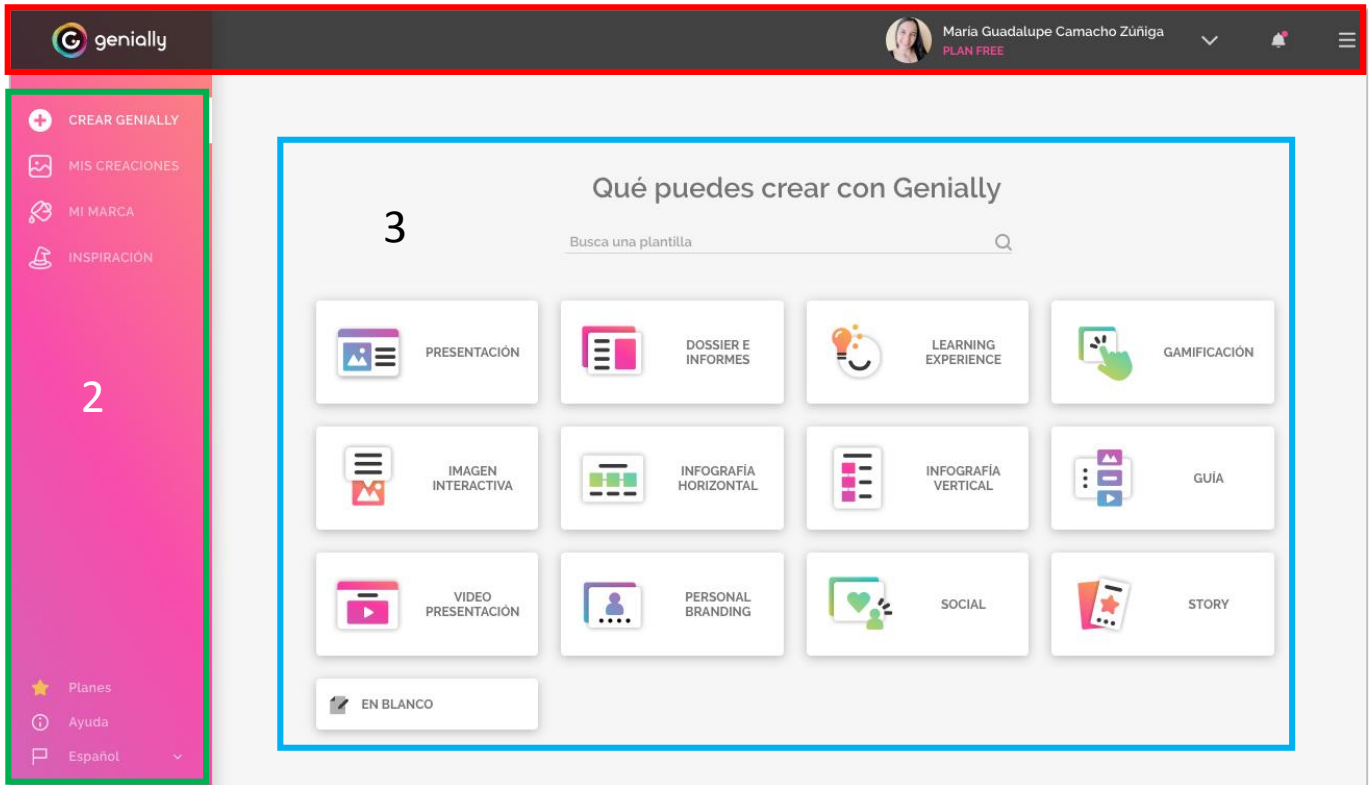 genially
María Guadalupe Camacho Zúñiga
PLAN FREE
CREAR GENIALLY
MIS CREACIONES
MI MARCA
INSPIRACIÓN
2
Planes
Ayuda
Español
3
Qué puedes crear con Genially
Busca una plantilla
PRESENTACIÓN
DOSSIER E
INFORMES
LEARNING
EXPERIENCE
GAMIFICACIÓN
IMAGEN
INTERACTIVA
INFOGRAFÍA
HORIZONTAL
INFOGRAFÍA
VERTICAL
GUÍA
VIDEO
PRESENTACIÓN
PERSONAL
BRANDING
SOCIAL
STORY
EN BLANCO